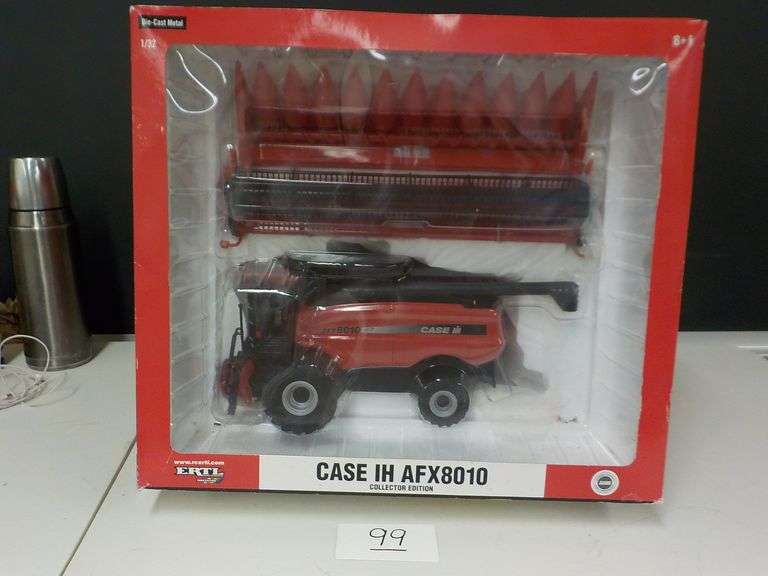 Die-Cast Metal
1/32
8+
AFX8010
CASE IH
www.rcertl.com
ERTL
CASE IH AFX8010
COLLECTOR EDITION
99